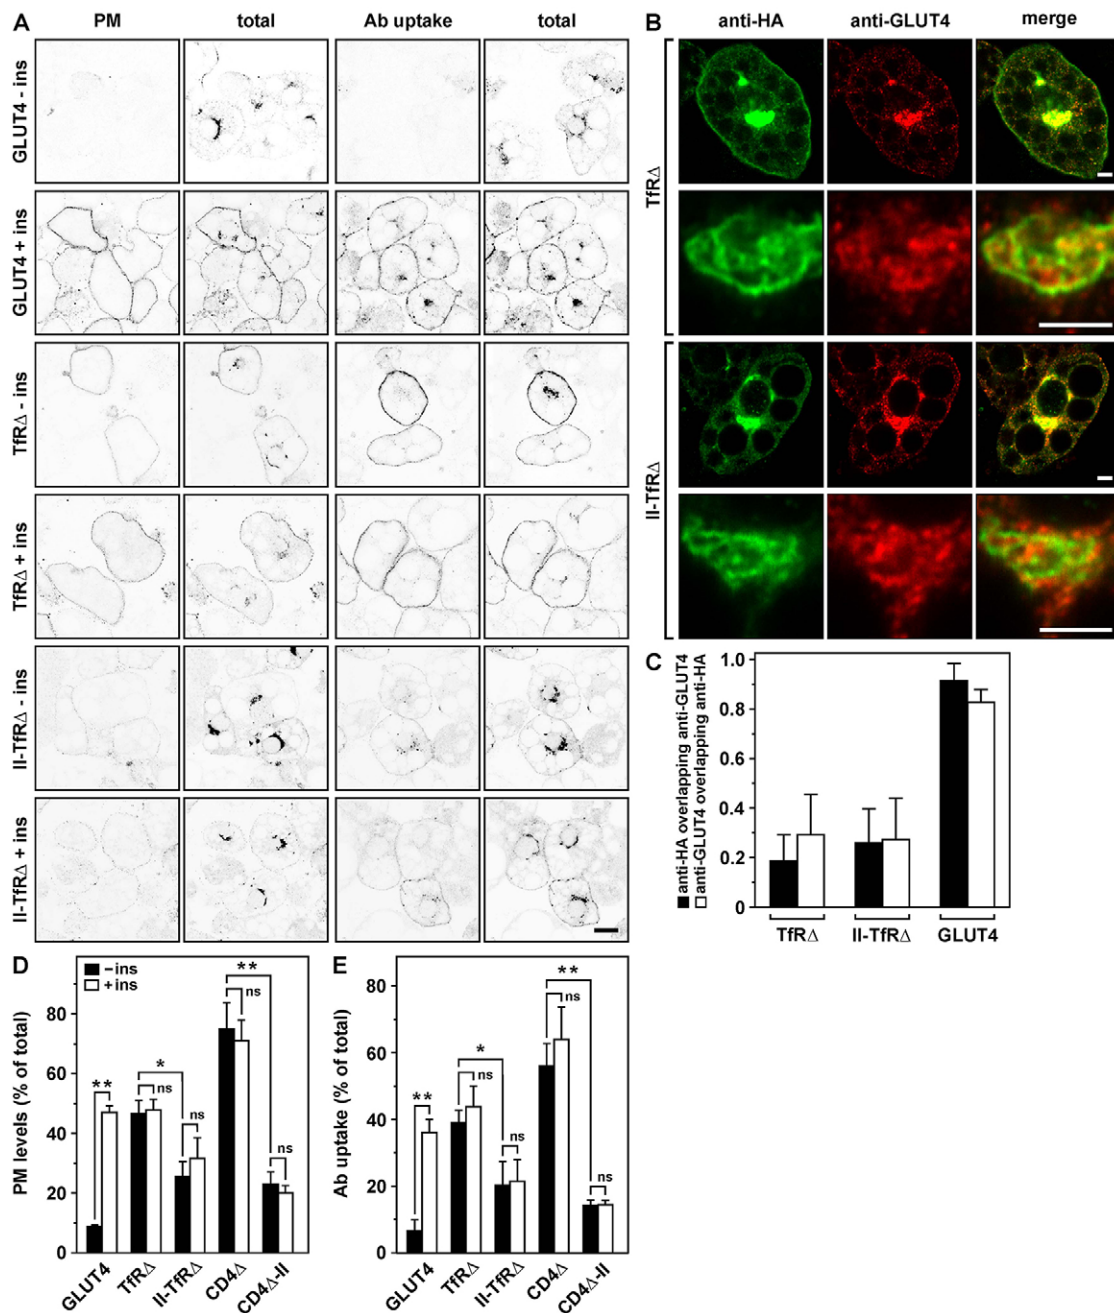 A PM total Ab uptake total
GLUT4 - ins
GLUT4 + ins
TfRΔ - ins
TfRΔ + ins
II-TfRΔ - ins
II-TfRΔ + ins
B anti-HA anti-GLUT4 merge
TfRΔ
II-TfRΔ
C
anti-HA overlapping anti-GLUT4
anti-GLUT4 overlapping anti-HA
1.0
0.8
0.6
0.4
0.2
0
TfRΔ II-TfRΔ GLUT4
D
–ins
+ins
PM levels (% of total)
80
60
40
20
0
** * ns ns ** ns ns
GLUT4 TfRΔ II-TfRΔ CD4Δ CD4Δ-II
E
Ab uptake (% of total)
80
60
40
20
0
** * ns ns ** ns ns
GLUT4 TfRΔ II-TfRΔ CD4Δ CD4Δ-II